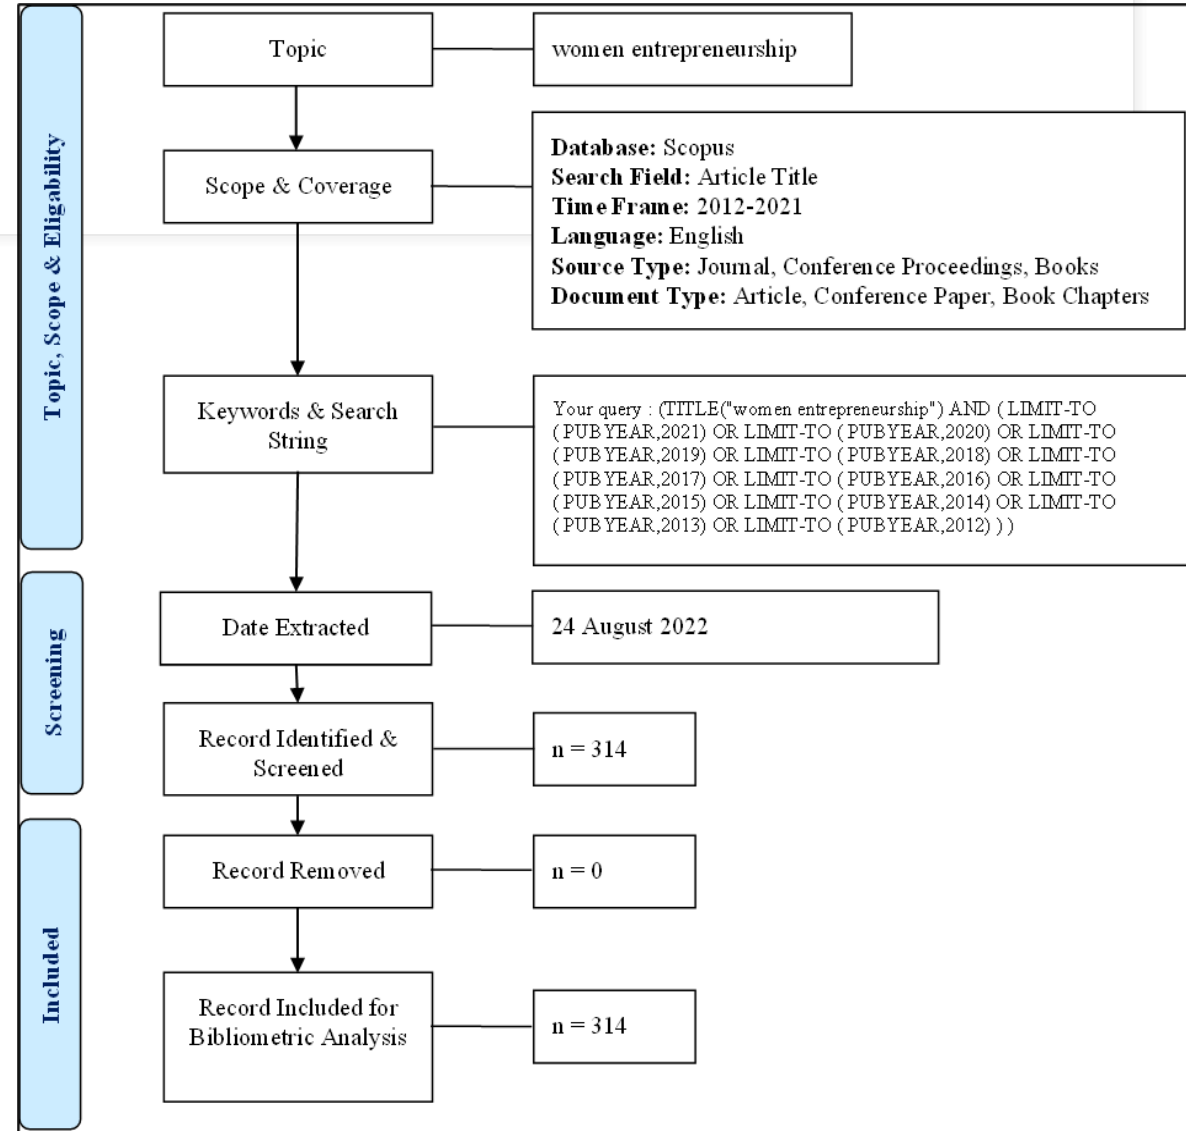 Topic, Scope & Eligability
Topic
women entrepreneurship
Scope & Coverage
Database: Scopus
Search Field: Article Title
Time Frame: 2012-2021
Language: English
Source Type: Journal, Conference Proceedings, Books
Document Type: Article, Conference Paper, Book Chapters
Keywords & Search
String
Your query : (TITLE("women entrepreneurship") AND ( LIMIT-TO
( PUBYEAR,2021) OR LIMIT-TO ( PUBYEAR,2020) OR LIMIT-TO
( PUBYEAR,2019) OR LIMIT-TO ( PUBYEAR,2018) OR LIMIT-TO
( PUBYEAR,2017) OR LIMIT-TO ( PUBYEAR,2016) OR LIMIT-TO
( PUBYEAR,2015) OR LIMIT-TO ( PUBYEAR,2014) OR LIMIT-TO
( PUBYEAR,2013) OR LIMIT-TO ( PUBYEAR,2012) ) )
Screening
Date Extracted
24 August 2022
Record Identified &
Screened
n = 314
Included
Record Removed
n = 0
Record Included for
Bibliometric Analysis
n = 314